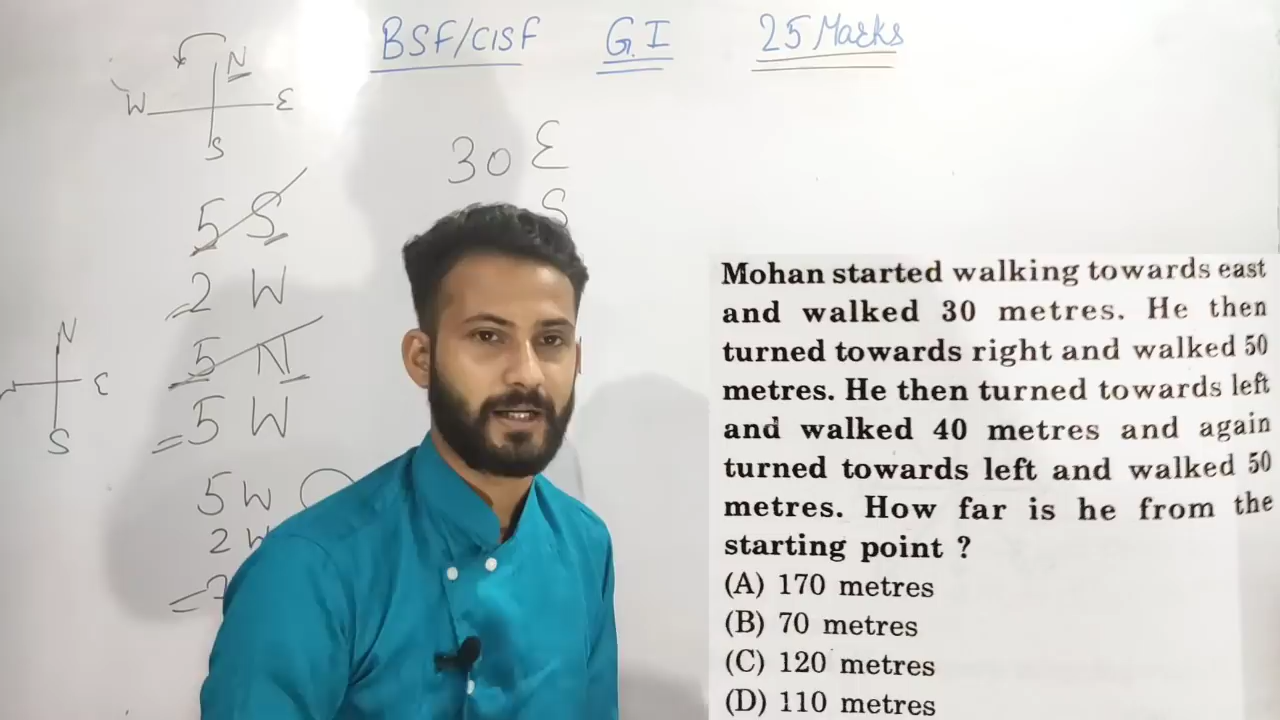 BSF/CISF G.I 25 Marks
N
W E
S
5 S
2 W
5 N
5 W
5 W
2 W
=7
N
E
S
30 E
S
Mohan started walking towards east
and walked 30 metres. He then
turned towards right and walked 50
metres. He then turned towards left
and walked 40 metres and again
turned towards left and walked 50
metres. How far is he from the
starting point ?
(A) 170 metres
(B) 70 metres
(C) 120 metres
(D) 110 metres